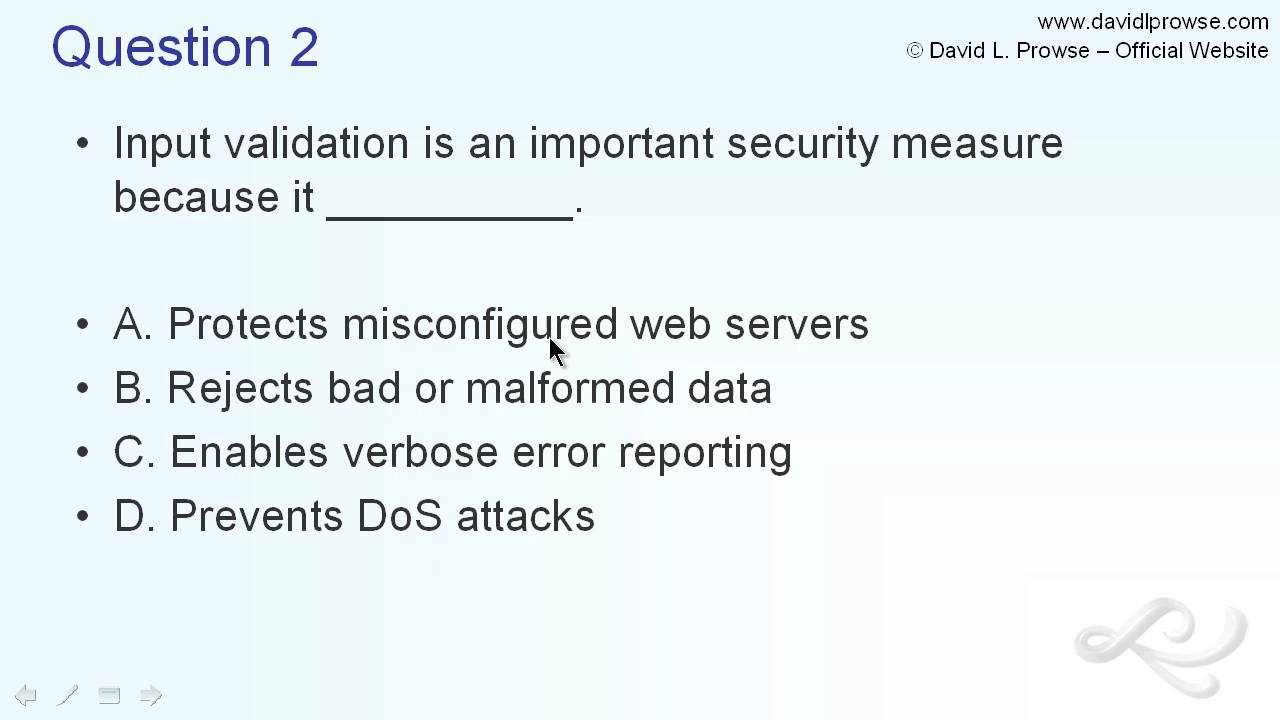 Question 2
www.davidlprowse.com
© David L. Prowse – Official Website
• Input validation is an important security measure
because it ___________.
• A. Protects misconfigured web servers
• B. Rejects bad or malformed data
• C. Enables verbose error reporting
• D. Prevents DoS attacks